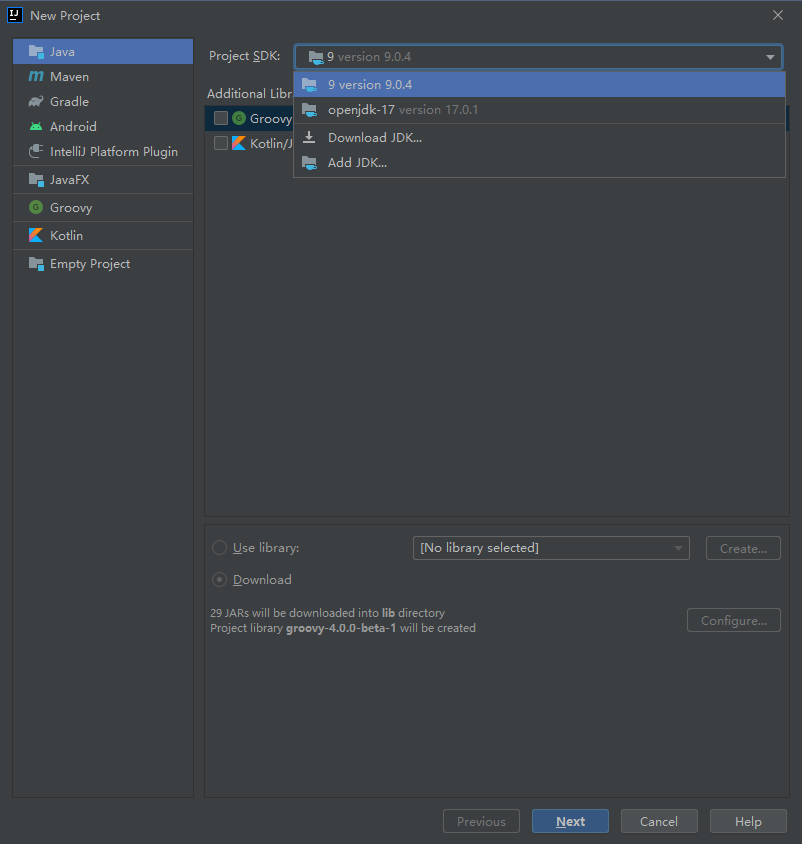 New Project
Java
Maven
Gradle
Android
IntelliJ Platform Plugin
JavaFX
Groovy
Kotlin
Empty Project
Project SDK:
9 version 9.0.4
9 version 9.0.4
openjdk-17 version 17.0.1
Download JDK...
Add JDK...
Additional Libr
Groovy
Kotlin/J
Use library:
[No library selected]
Create...
Download
29 JARs will be downloaded into lib directory
Project library groovy-4.0.0-beta-1 will be created
Configure...
Previous
Next
Cancel
Help